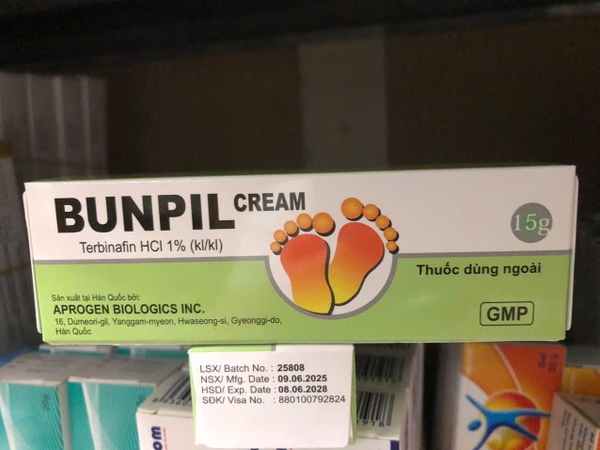 BUNPIL CREAM
15g
Terbinafin HCl 1% (kl/kl)
Thuốc dùng ngoài
Sản xuất tại Hàn Quốc bởi:
APROGEN BIOLOGICS INC.
16, Dumeori-gil, Yanggam-myeon, Hwaseong-si, Gyeonggi-do,
Hàn Quốc
GMP
LSX/ Batch No. : 25808
NSX/ Mfg. Date : 09.06.2025
HSD/ Exp. Date : 08.06.2028
SĐK/ Visa No. : 880100792824